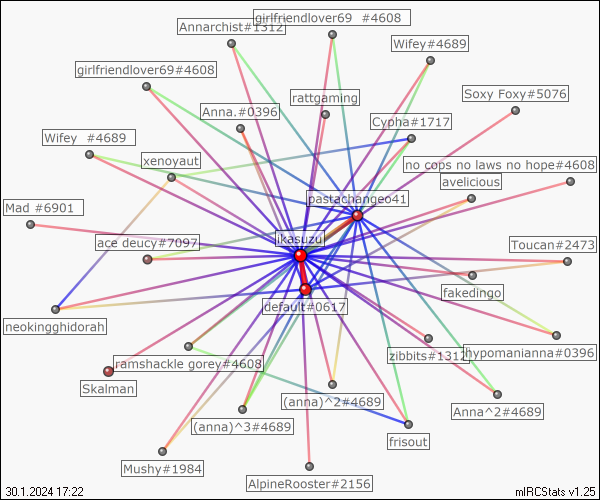 girlfriendlover69  #4608
Annarchist#1312
Wifey#4689
girlfriendlover69#4608
rattgaming
Soxy Foxy#5076
Anna.#0396
Cypha#1717
Wifey  #4689
xenoyaut
no cops no laws no hope#4608
avelicious
pastachangeo41
Mad #6901
ikasuzu
ace deucy#7097
Toucan#2473
fakedingo
default#0617
neokingghidorah
zibbits#1312
hypomanianna#0396
ramshackle gorey#4608
Skalman
(anna)^2#4689
Anna^2#4689
(anna)^3#4689
frisout
Mushy#1984
AlpineRooster#2156
30.1.2024 17:22
mIRCStats v1.25